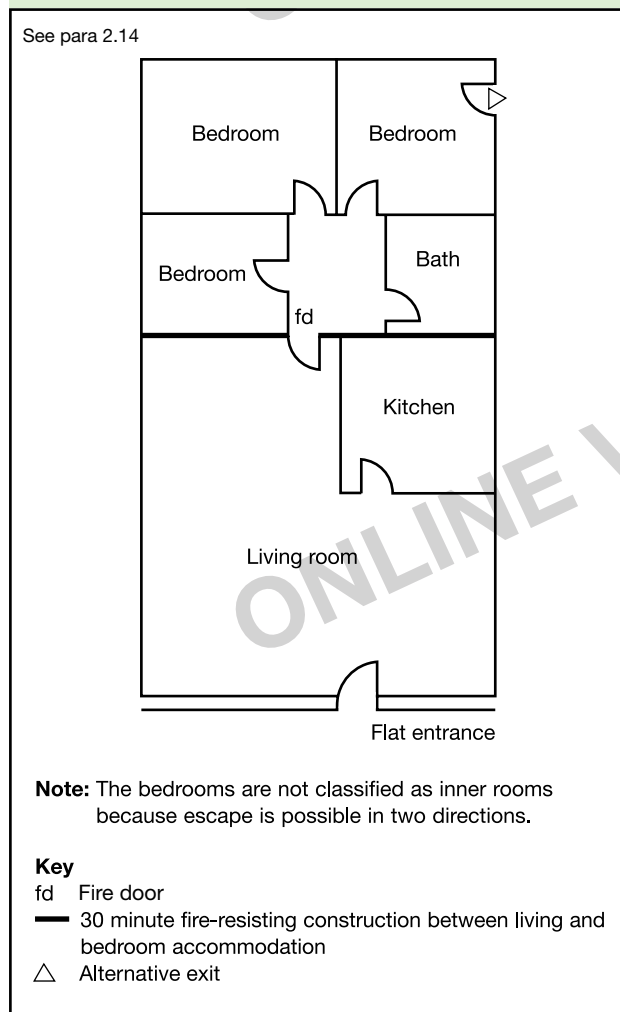 See para 2.14
Bedroom
Bedroom
Bedroom
Bath
fd
Kitchen
Living room
ONLINE V
Flat entrance
Note: The bedrooms are not classified as inner rooms
because escape is possible in two directions.
Key
fd Fire door
30 minute fire-resisting construction between living and
bedroom accommodation
Alternative exit